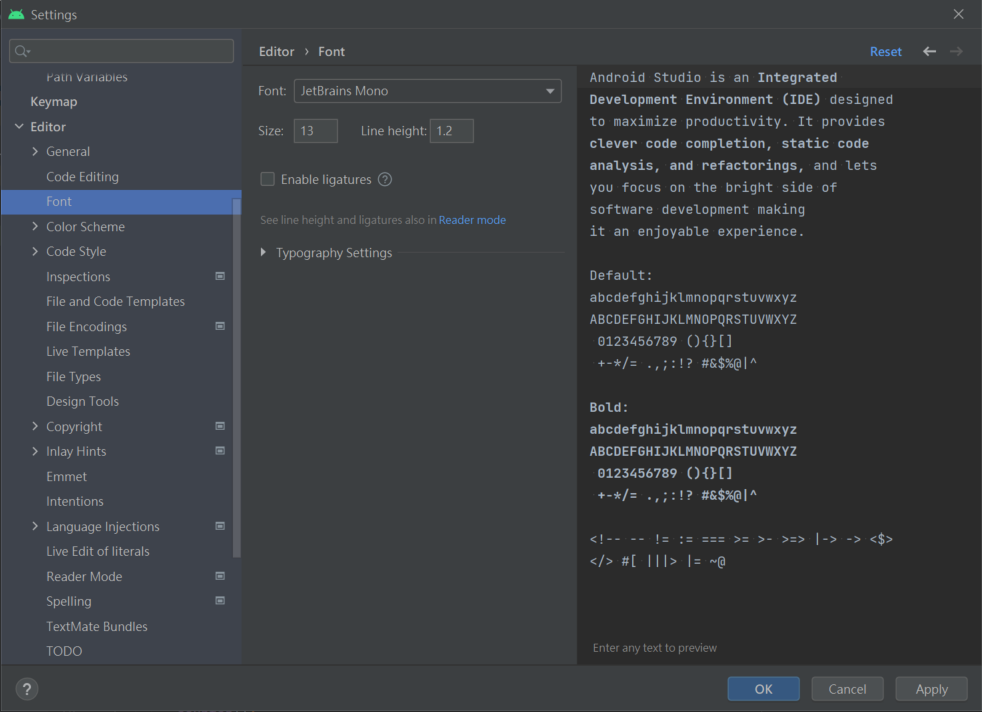 Settings
Path Variables
Keymap
Editor
General
Code Editing
Font
Color Scheme
Code Style
Inspections
File and Code Templates
File Encodings
Live Templates
File Types
Design Tools
Copyright
Inlay Hints
Emmet
Intentions
Language Injections
Live Edit of literals
Reader Mode
Spelling
TextMate Bundles
TODO
Editor › Font
Reset
Font: JetBrains Mono
Size: 13 Line height: 1.2
Enable ligatures ?
See line height and ligatures also in Reader mode
Typography Settings
Android Studio is an Integrated
Development Environment (IDE) designed
to maximize productivity. It provides
clever code completion, static code
analysis, and refactorings, and lets
you focus on the bright side of
software development making
it an enjoyable experience.
Default:
abcdefghijklmnopqrstuvwxyz
ABCDEFGHIJKLMNOPQRSTUVWXYZ
0123456789 (){}[]
+-*/= .,;:!? #&$%@|^
Bold:
abcdefghijklmnopqrstuvwxyz
ABCDEFGHIJKLMNOPQRSTUVWXYZ
0123456789 (){}[]
+-*/= .,;:!? #&$%@|^
<!-- -- != := === >= >- >=> |-> -> <$>
</> #[ |||> |= ~@
Enter any text to preview
?
OK Cancel Apply